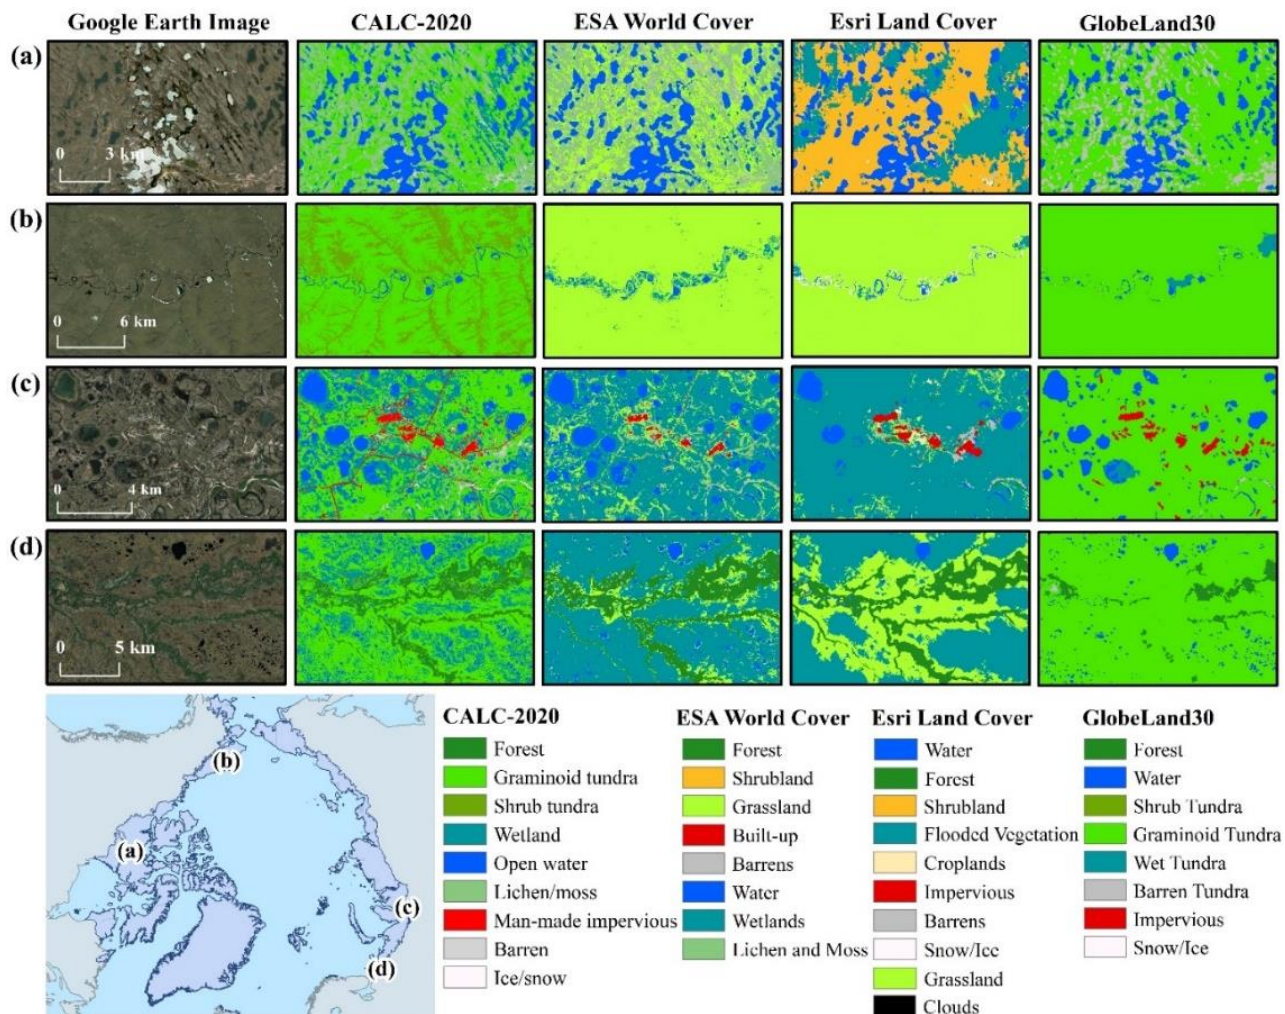 Google Earth Image CALC-2020 ESA World Cover Esri Land Cover GlobeLand30
(a)
0 3 km
(b)
0 6 km
(c)
0 4 km
(d)
0 5 km
(b)
(a)
(c)
(d)
CALC-2020
Forest
Graminoid tundra
Shrub tundra
Wetland
Open water
Lichen/moss
Man-made impervious
Barren
Ice/snow
ESA World Cover
Forest
Shrubland
Grassland
Built-up
Barrens
Water
Wetlands
Lichen and Moss
Esri Land Cover
Water
Forest
Shrubland
Flooded Vegetation
Croplands
Impervious
Barrens
Snow/Ice
Grassland
Clouds
GlobeLand30
Forest
Water
Shrub Tundra
Graminoid Tundra
Wet Tundra
Barren Tundra
Impervious
Snow/Ice